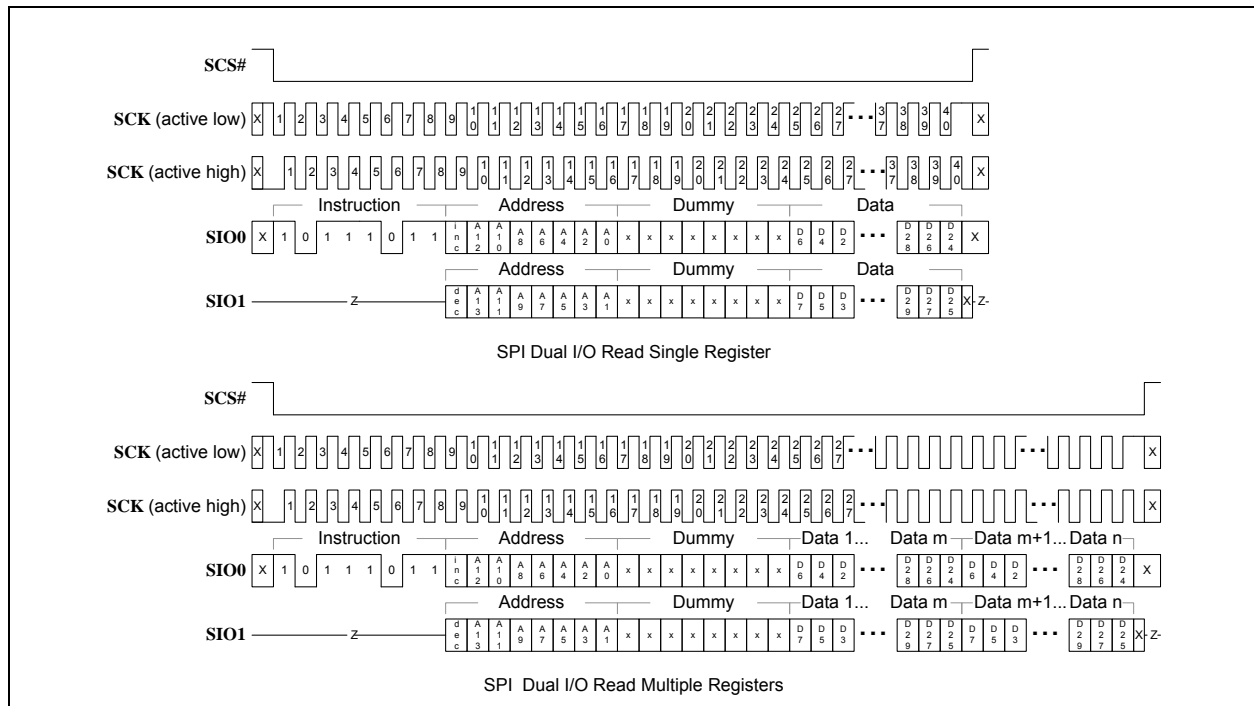 SCS#
SCK (active low) X 1 2 3 4 5 6 7 8 9 10 11 12 13 14 15 16 17 18 19 20 21 22 23 24 25 26 27 ... 37 38 39 40 X
SCK (active high) X 1 2 3 4 5 6 7 8 9 10 11 12 13 14 15 16 17 18 19 20 21 22 23 24 25 26 27 ... 37 38 39 40 X
Instruction Address Dummy Data
SIO0 X 1 0 1 1 1 0 1 1 inc A12 A10 A8 A6 A4 A2 A0 x x x x x x x x D6 D4 D2 ... D28 D26 D24 X
Address Dummy Data
SIO1 Z dec A13 A11 A9 A7 A5 A3 A1 x x x x x x x x D7 D5 D3 ... D29 D27 D25 X -Z-
SPI Dual I/O Read Single Register
SCS#
SCK (active low) X 1 2 3 4 5 6 7 8 9 10 11 12 13 14 15 16 17 18 19 20 21 22 23 24 25 26 27 ... ... X
SCK (active high) X 1 2 3 4 5 6 7 8 9 10 11 12 13 14 15 16 17 18 19 20 21 22 23 24 25 26 27 ... ... X
Instruction Address Dummy Data 1... Data m Data m+1... Data n
SIO0 X 1 0 1 1 1 0 1 1 inc A12 A10 A8 A6 A4 A2 A0 x x x x x x x x D6 D4 D2 ... D28 D26 D24 D6 D4 D2 ... D28 D26 D24 X
Address Dummy Data 1... Data m Data m+1... Data n
SIO1 Z dec A13 A11 A9 A7 A5 A3 A1 x x x x x x x x D7 D5 D3 ... D29 D27 D25 D7 D5 D3 ... D29 D27 D25 X -Z-
SPI Dual I/O Read Multiple Registers